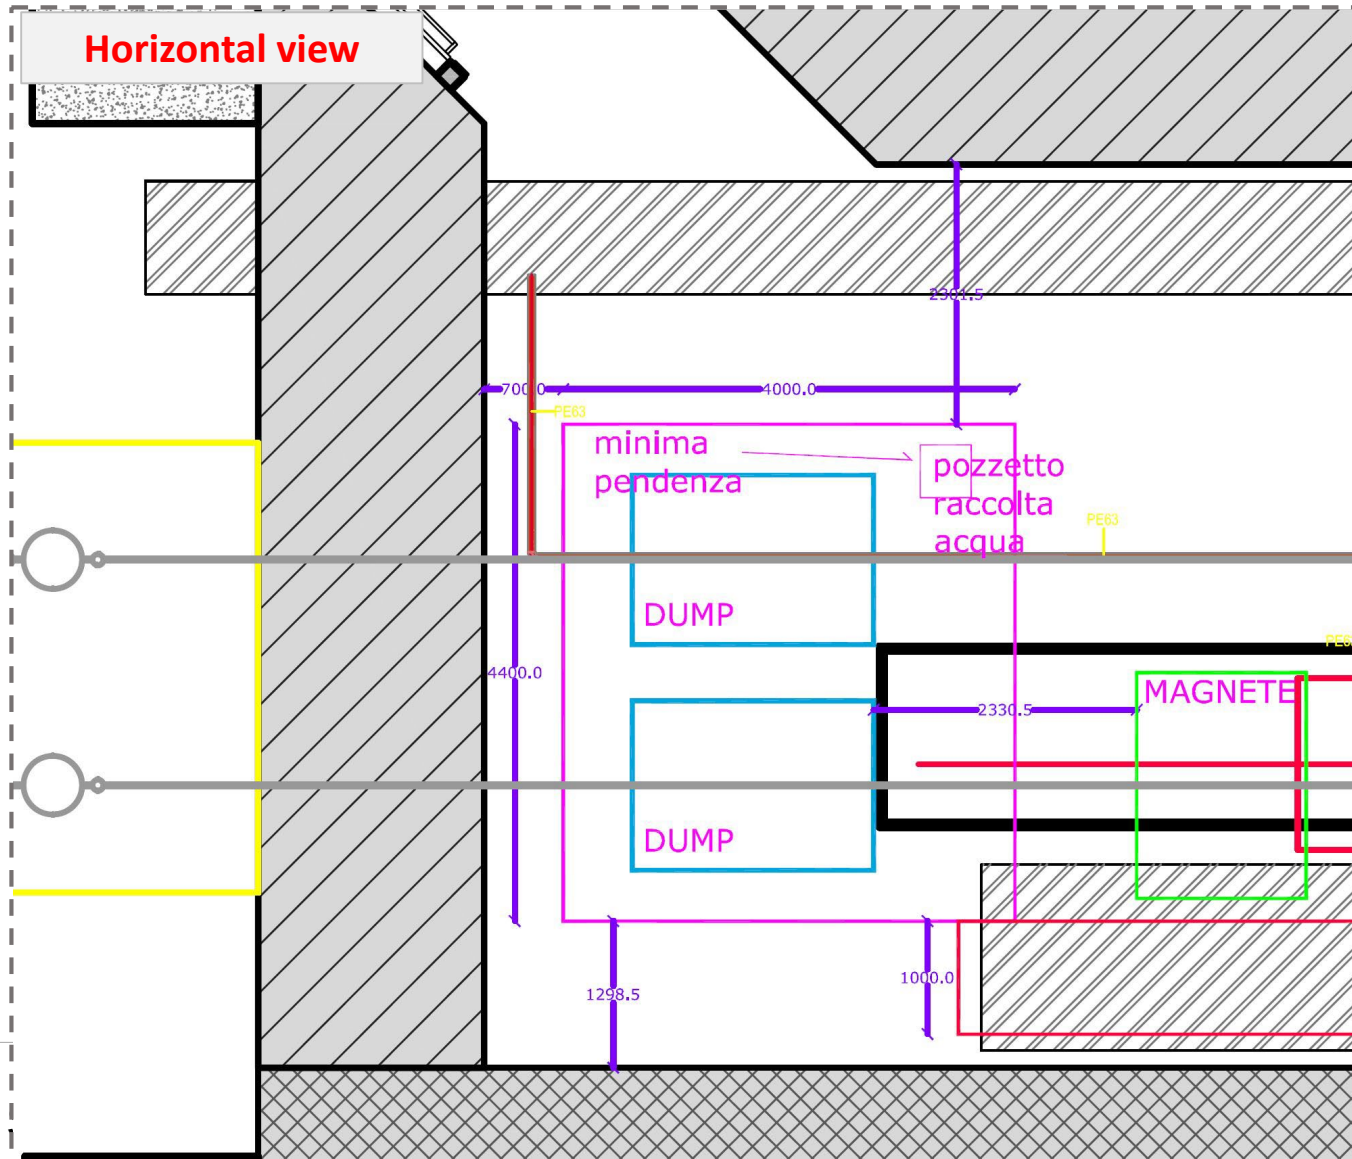 Horizontal view
2301.5
700.0
4000.0
PE63
minima
pendenza
pozzetto
raccolta
acqua
PE63
DUMP
4400.0
PE6
MAGNETE
2330.5
DUMP
1298.5
1000.0